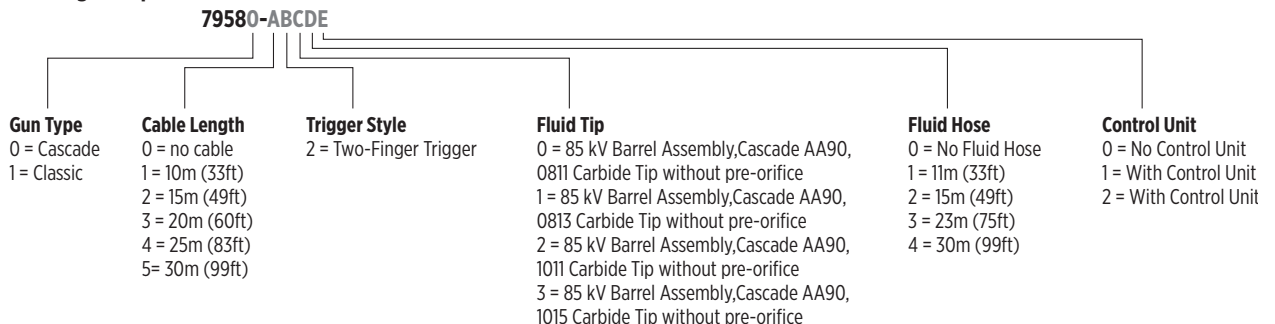 79580-ABCDE
Gun Type
0 = Cascade
1 = Classic
Cable Length
0 = no cable
1 = 10m (33ft)
2 = 15m (49ft)
3 = 20m (60ft)
4 = 25m (83ft)
5= 30m (99ft)
Trigger Style
2 = Two-Finger Trigger
Fluid Tip
0 = 85 kV Barrel Assembly,Cascade AA90,
0811 Carbide Tip without pre-orifice
1 = 85 kV Barrel Assembly,Cascade AA90,
0813 Carbide Tip without pre-orifice
2 = 85 kV Barrel Assembly,Cascade AA90,
1011 Carbide Tip without pre-orifice
3 = 85 kV Barrel Assembly,Cascade AA90,
1015 Carbide Tip without pre-orifice
Fluid Hose
0 = No Fluid Hose
1 = 11m (33ft)
2 = 15m (49ft)
3 = 23m (75ft)
4 = 30m (99ft)
Control Unit
0 = No Control Unit
1 = With Control Unit
2 = With Control Unit